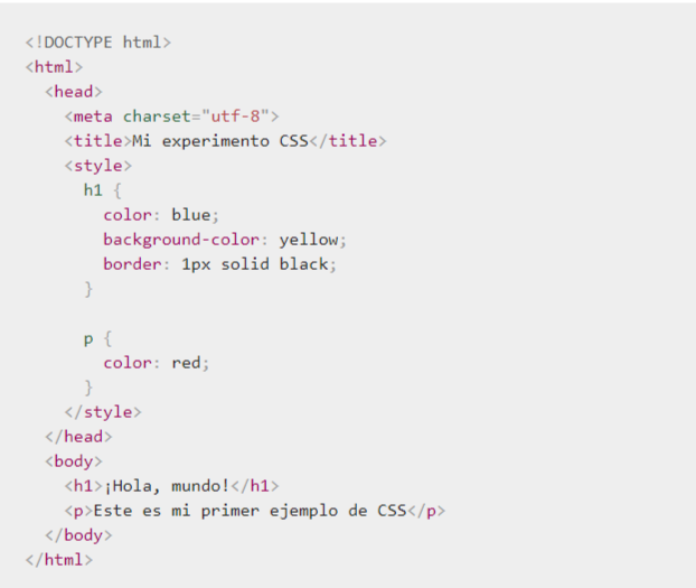 <!DOCTYPE html>
<html>
  <head>
    <meta charset="utf-8">
    <title>Mi experimento CSS</title>
    <style>
      h1 {
        color: blue;
        background-color: yellow;
        border: 1px solid black;
      }

      p {
        color: red;
      }
    </style>
  </head>
  <body>
    <h1>¡Hola, mundo!</h1>
    <p>Este es mi primer ejemplo de CSS</p>
  </body>
</html>